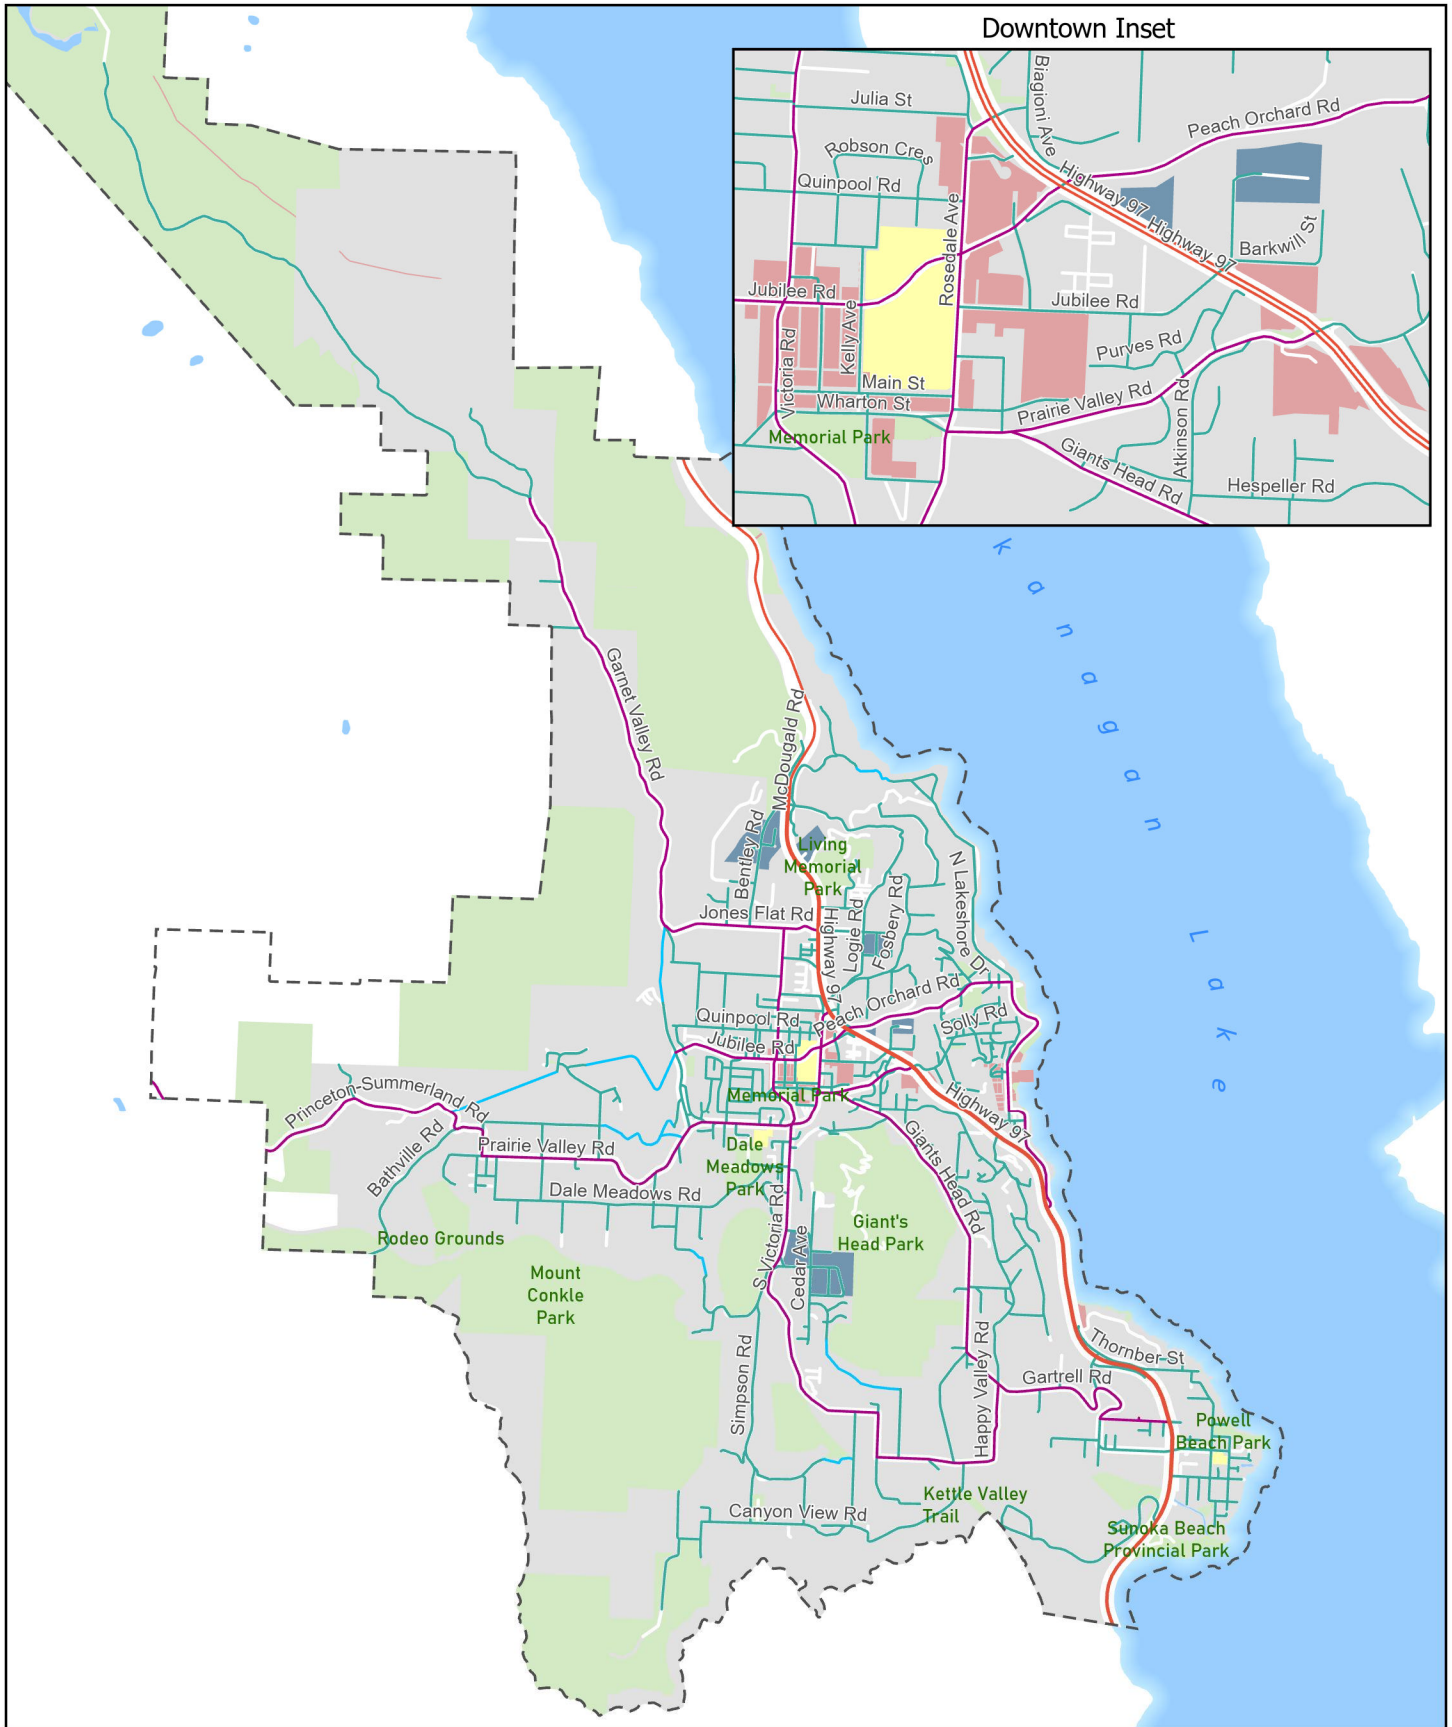 Downtown Inset
Biagioni Ave
Julia St
Peach Orchard Rd
Robson Cres
Highway 97
Quinpool Rd
Highway 97
Barkwill St
Rosedale Ave
Jubilee Rd
Jubilee Rd
Kelly Ave
Victoria Rd
Purves Rd
Main St
Wharton St
Prairie Valley Rd
Atkinson Rd
Memorial Park
Giants Head Rd
Hespeller Rd
kanagan Lake
Garnet Valley Rd
McDougald Rd
Bentley Rd
Living
Memorial
Park
N Lakeshore Dr
Jones Flat Rd
Highway 97
Logie Rd
Fosbery Rd
Peach Orchard Rd
Quinpool Rd
Solly Rd
Jubilee Rd
Memorial Park
Highway 97
Princeton-Summerland Rd
Bathville Rd
Prairie Valley Rd
Dale
Meadows
Park
Giants Head Rd
Dale Meadows Rd
S Victoria Rd
Cedar Ave
Giant's
Head Park
Rodeo Grounds
Mount
Conkle
Park
Simpson Rd
Happy Valley Rd
Thornber St
Gartrell Rd
Powell
Beach Park
Kettle Valley
Trail
Canyon View Rd
Sunoka Beach
Provincial Park